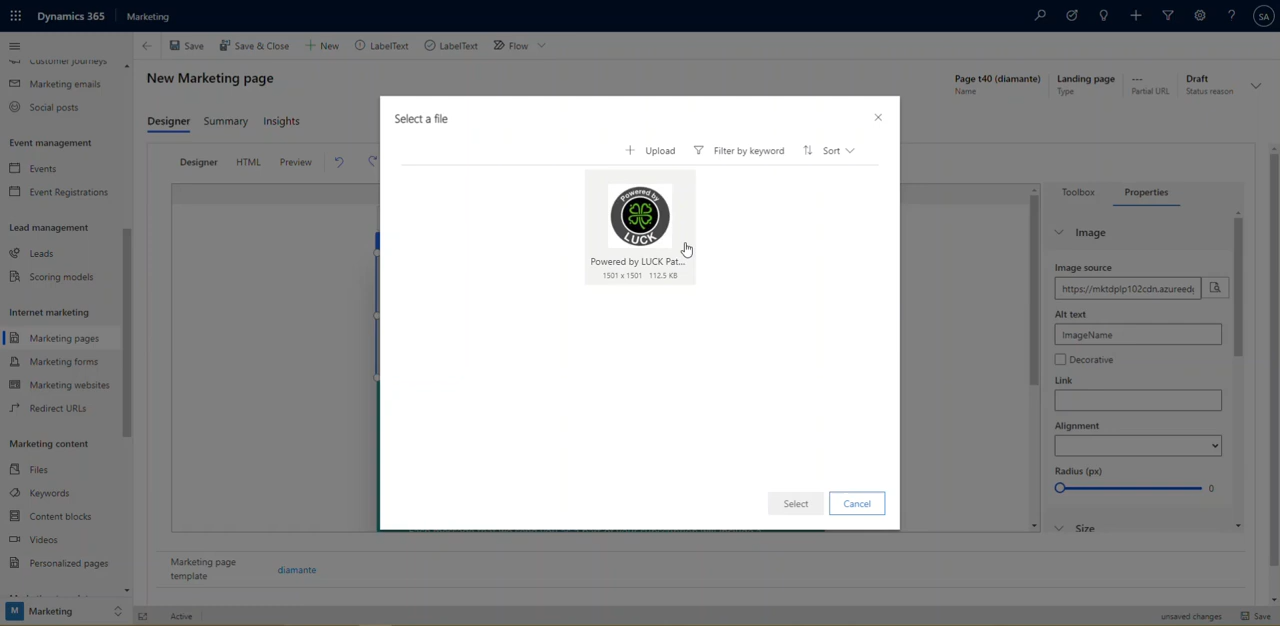 Dynamics 365
Marketing
SA
Save
Save & Close
New
LabelText
LabelText
Flow
Customer journeys
Marketing emails
Social posts
Event management
Events
Event Registrations
Lead management
Leads
Scoring models
Internet marketing
Marketing pages
Marketing forms
Marketing websites
Redirect URLs
Marketing content
Files
Keywords
Content blocks
Videos
Personalized pages
M Marketing
New Marketing page
Page t40 (diamante)
Name
Landing page
Type
---
Partial URL
Draft
Status reason
Designer
Summary
Insights
Designer
HTML
Preview
Select a file
Upload
Filter by keyword
Sort
Powered by
LUCK
Powered by LUCK Pat...
1501 x 1501 112.5 KB
Select
Cancel
Toolbox
Properties
Image
Image source
https://mktdplp102cdn.azureed
Alt text
ImageName
Decorative
Link
Alignment
Radius (px)
0
Size
Marketing page
template
diamante
Active
unsaved changes
Save